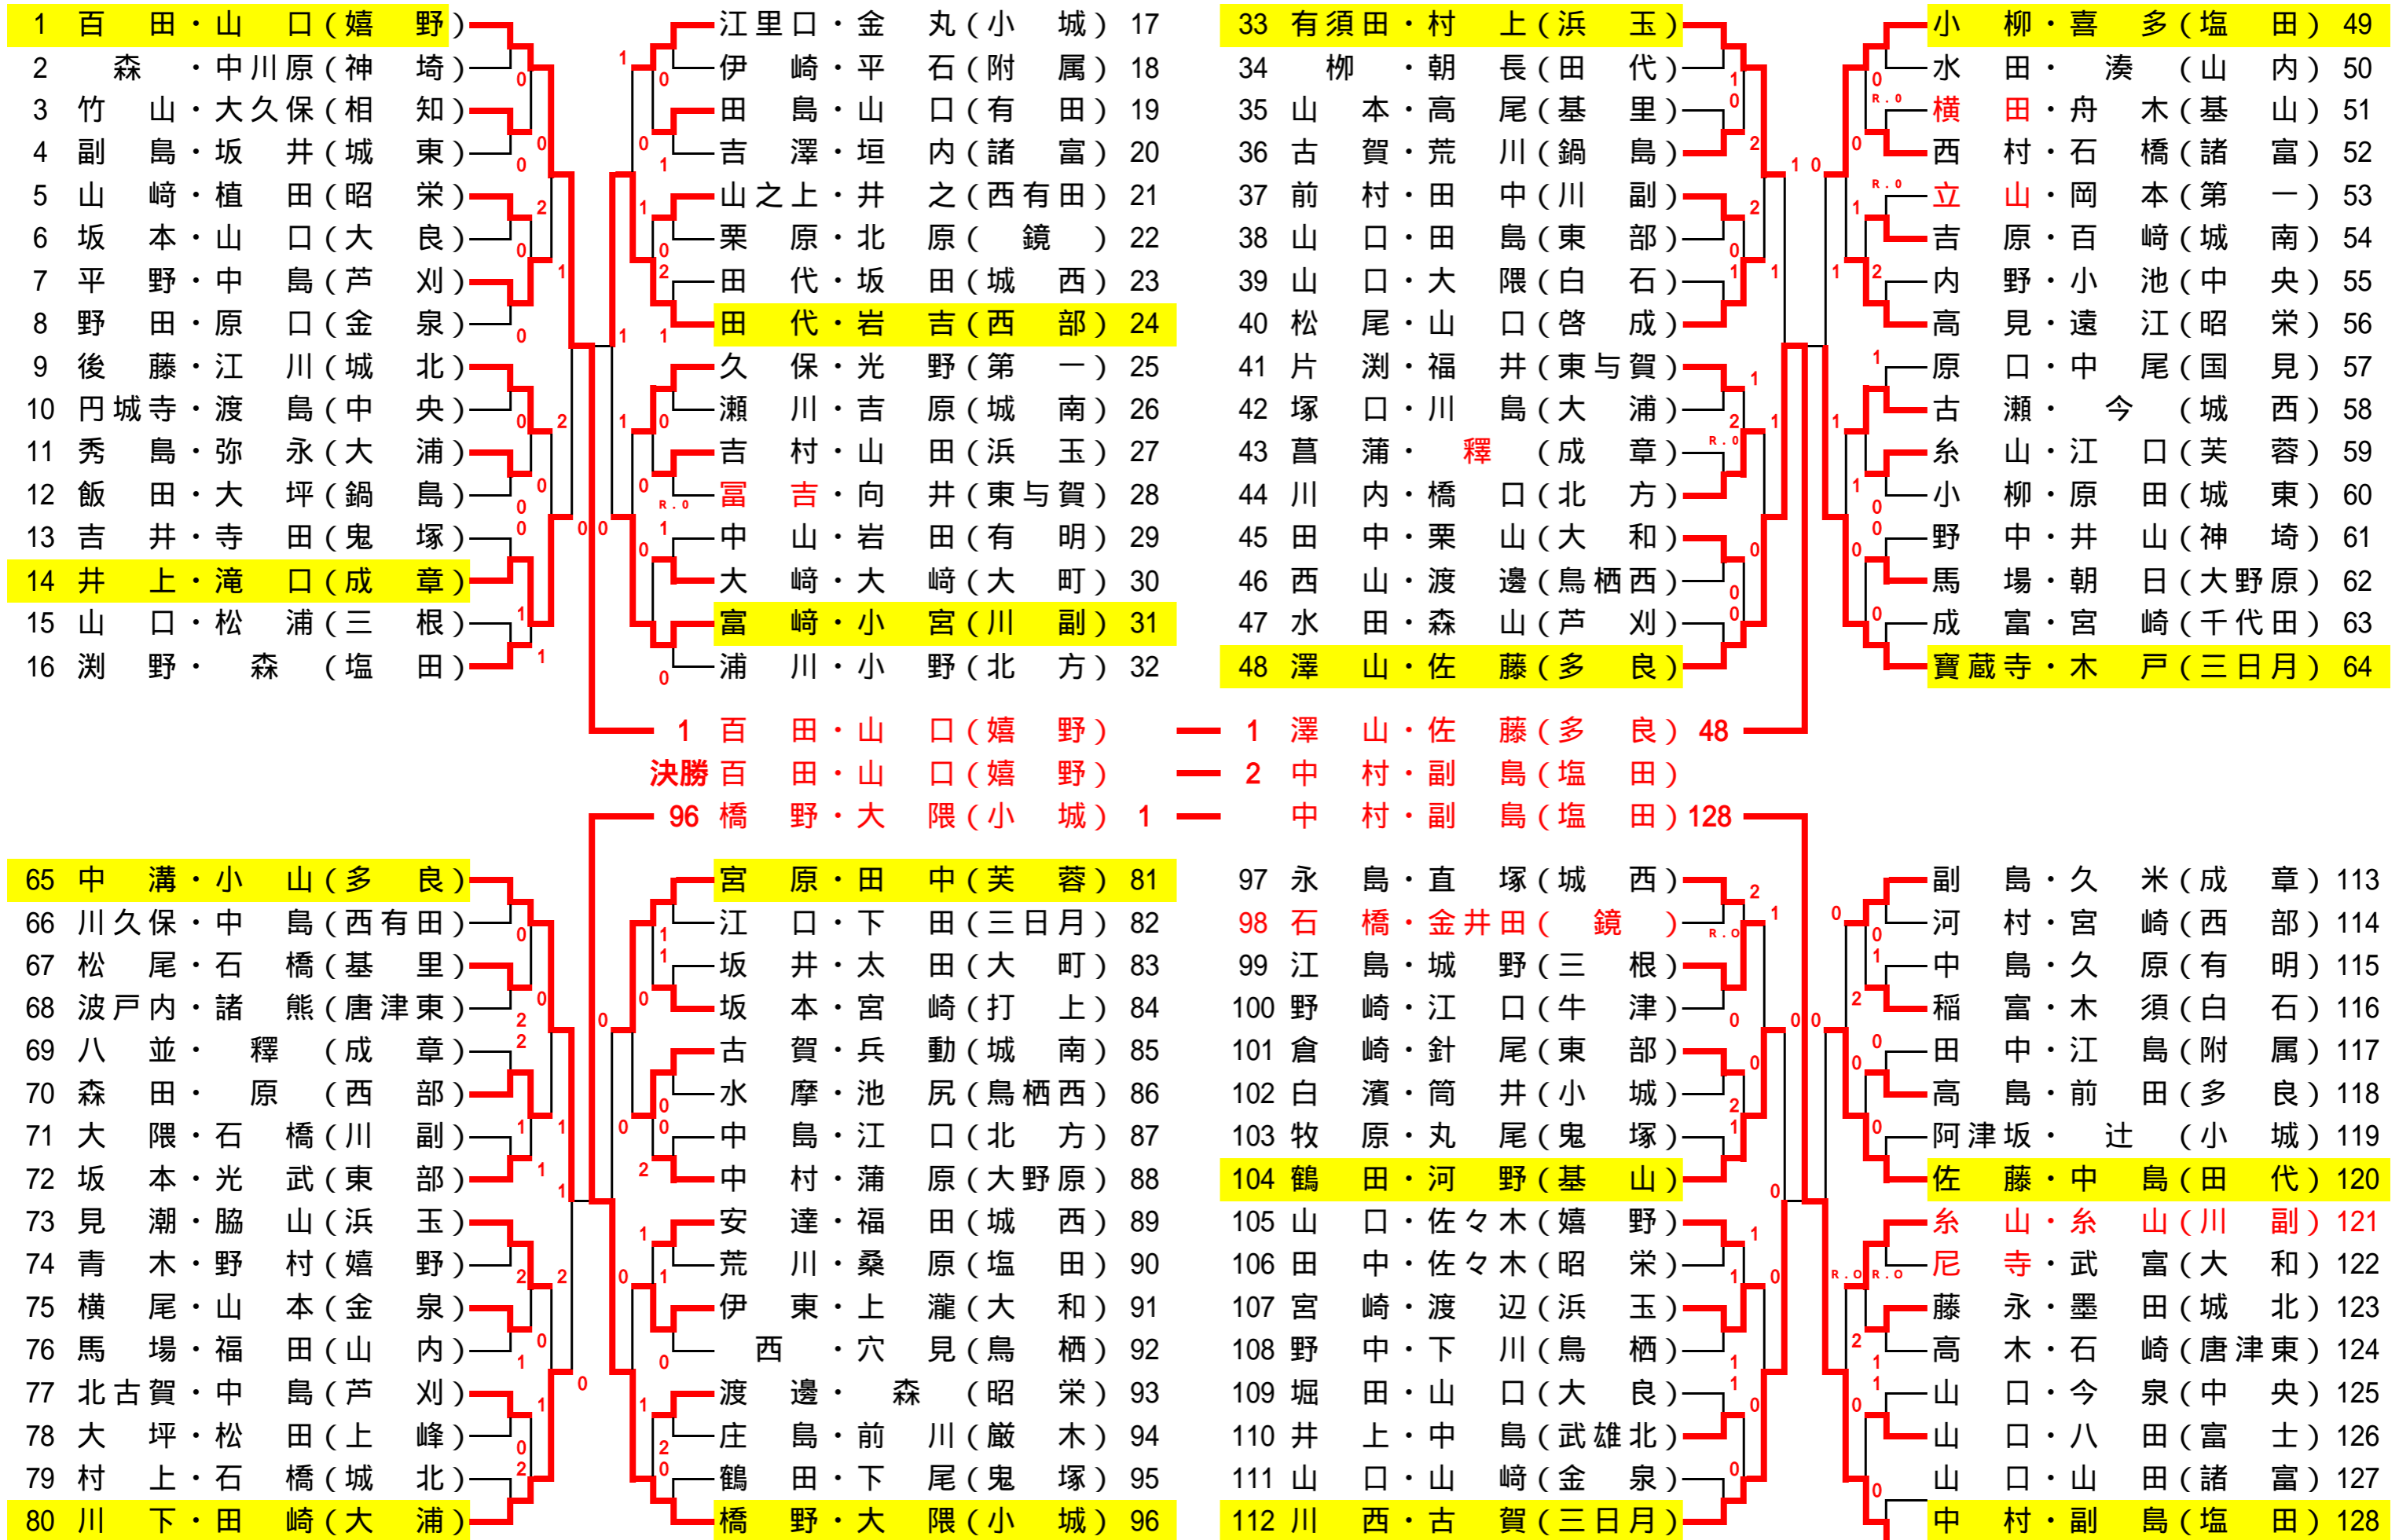 1 百田・山口(嬉野)
2 森・中川原(神埼)
3 竹山・大久保(相知)
4 副島・坂井(城東)
5 山﨑・植田(昭栄)
6 坂本・山口(大良)
7 平野・中島(芦刈)
8 野田・原口(金泉)
9 後藤・江川(城北)
10 円城寺・渡島(中央)
11 秀島・弥永(大浦)
12 飯田・大坪(鍋島)
13 吉井・寺田(鬼塚)
14 井上・滝口(成章)
15 山口・松浦(三根)
16 渕野・森(塩田)
江里口・金丸(小城) 17
伊崎・平石(附属) 18
田島・山口(有田) 19
吉澤・垣内(諸富) 20
山之上・井之(西有田) 21
栗原・北原(鏡) 22
田代・坂田(城西) 23
田代・岩吉(西部) 24
久保・光野(第一) 25
瀬川・吉原(城南) 26
吉村・山田(浜玉) 27
冨吉・向井(東与賀) 28
中山・岩田(有明) 29
大﨑・大﨑(大町) 30
富﨑・小宮(川副) 31
浦川・小野(北方) 32
33 有須田・村上(浜玉)
34 栁・朝長(田代)
35 山本・高尾(基里)
36 古賀・荒川(鍋島)
37 前村・田中(川副)
38 山口・田島(東部)
39 山口・大隈(白石)
40 松尾・山口(啓成)
41 片渕・福井(東与賀)
42 塚口・川島(大浦)
43 菖蒲・釋(成章)
44 川内・橋口(北方)
45 田中・栗山(大和)
46 西山・渡邊(鳥栖西)
47 水田・森山(芦刈)
48 澤山・佐藤(多良)
小柳・喜多(塩田) 49
水田・湊(山内) 50
横田・舟木(基山) 51
西村・石橋(諸富) 52
立山・岡本(第一) 53
吉原・百﨑(城南) 54
内野・小池(中央) 55
高見・遠江(昭栄) 56
原口・中尾(国見) 57
古瀬・今(城西) 58
糸山・江口(芙蓉) 59
小柳・原田(城東) 60
野中・井山(神埼) 61
馬場・朝日(大野原) 62
成富・宮崎(千代田) 63
寶蔵寺・木戸(三日月) 64
1 百田・山口(嬉野) 1 澤山・佐藤(多良) 48
決勝 百田・山口(嬉野) 2 中村・副島(塩田)
96 橋野・大隈(小城) 1 中村・副島(塩田) 128
65 中溝・小山(多良)
66 川久保・中島(西有田)
67 松尾・石橋(基里)
68 波戸内・諸熊(唐津東)
69 八並・釋(成章)
70 森田・原(西部)
71 大隈・石橋(川副)
72 坂本・光武(東部)
73 見潮・脇山(浜玉)
74 青木・野村(嬉野)
75 横尾・山本(金泉)
76 馬場・福田(山内)
77 北古賀・中島(芦刈)
78 大坪・松田(上峰)
79 村上・石橋(城北)
80 川下・田崎(大浦)
宮原・田中(芙蓉) 81
江口・下田(三日月) 82
坂井・太田(大町) 83
坂本・宮崎(打上) 84
古賀・兵動(城南) 85
水摩・池尻(鳥栖西) 86
中島・江口(北方) 87
中村・蒲原(大野原) 88
安達・福田(城西) 89
荒川・桑原(塩田) 90
伊東・上瀧(大和) 91
西・穴見(鳥栖) 92
渡邊・森(昭栄) 93
庄島・前川(厳木) 94
鶴田・下尾(鬼塚) 95
橋野・大隈(小城) 96
97 永島・直塚(城西)
98 石橋・金井田(鏡)
99 江島・城野(三根)
100 野崎・江口(牛津)
101 倉崎・針尾(東部)
102 白濱・筒井(小城)
103 牧原・丸尾(鬼塚)
104 鶴田・河野(基山)
105 山口・佐々木(嬉野)
106 田中・佐々木(昭栄)
107 宮崎・渡辺(浜玉)
108 野中・下川(鳥栖)
109 堀田・山口(大良)
110 井上・中島(武雄北)
111 山口・山﨑(金泉)
112 川西・古賀(三日月)
副島・久米(成章) 113
河村・宮崎(西部) 114
中島・久原(有明) 115
稲富・木須(白石) 116
田中・江島(附属) 117
高島・前田(多良) 118
阿津坂・辻(小城) 119
佐藤・中島(田代) 120
糸山・糸山(川副) 121
尼寺・武富(大和) 122
藤永・墨田(城北) 123
高木・石崎(唐津東) 124
山口・今泉(中央) 125
山口・八田(富士) 126
山口・山田(諸富) 127
中村・副島(塩田) 128